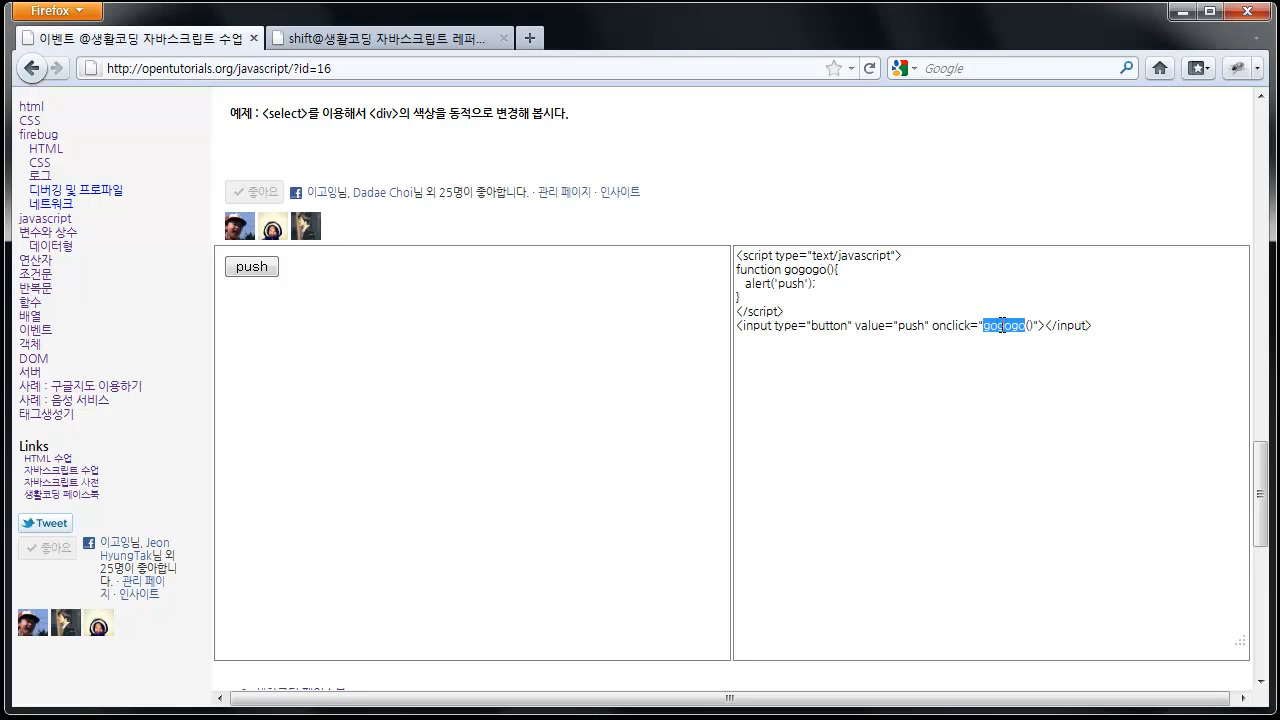 Firefox
이벤트 @생활코딩 자바스크립트 수업
shift@생활코딩 자바스크립트 레퍼...
http://opentutorials.org/javascript/?id=16
Google
html
CSS
firebug
HTML
CSS
로그
디버깅 및 프로파일
네트워크
javascript
변수와 상수
데이터형
연산자
조건문
반복문
함수
배열
이벤트
객체
DOM
서버
사례 : 구글지도 이용하기
사례 : 음성 서비스
태그생성기
Links
HTML 수업
자바스크립트 수업
자바스크립트 사전
생활코딩 페이스북
Tweet
좋아요
이고잉님, Jeon
HyungTak님 외
25명이 좋아합니
다. · 관리 페이
지 · 인사이트
예제 : <select>를 이용해서 <div>의 색상을 동적으로 변경해 봅시다.
좋아요
이고잉님, Dadae Choi님 외 25명이 좋아합니다. · 관리 페이지 · 인사이트
push
<script type="text/javascript">
function gogogo(){
alert('push');
}
</script>
<input type="button" value="push" onclick="gogogo()"></input>